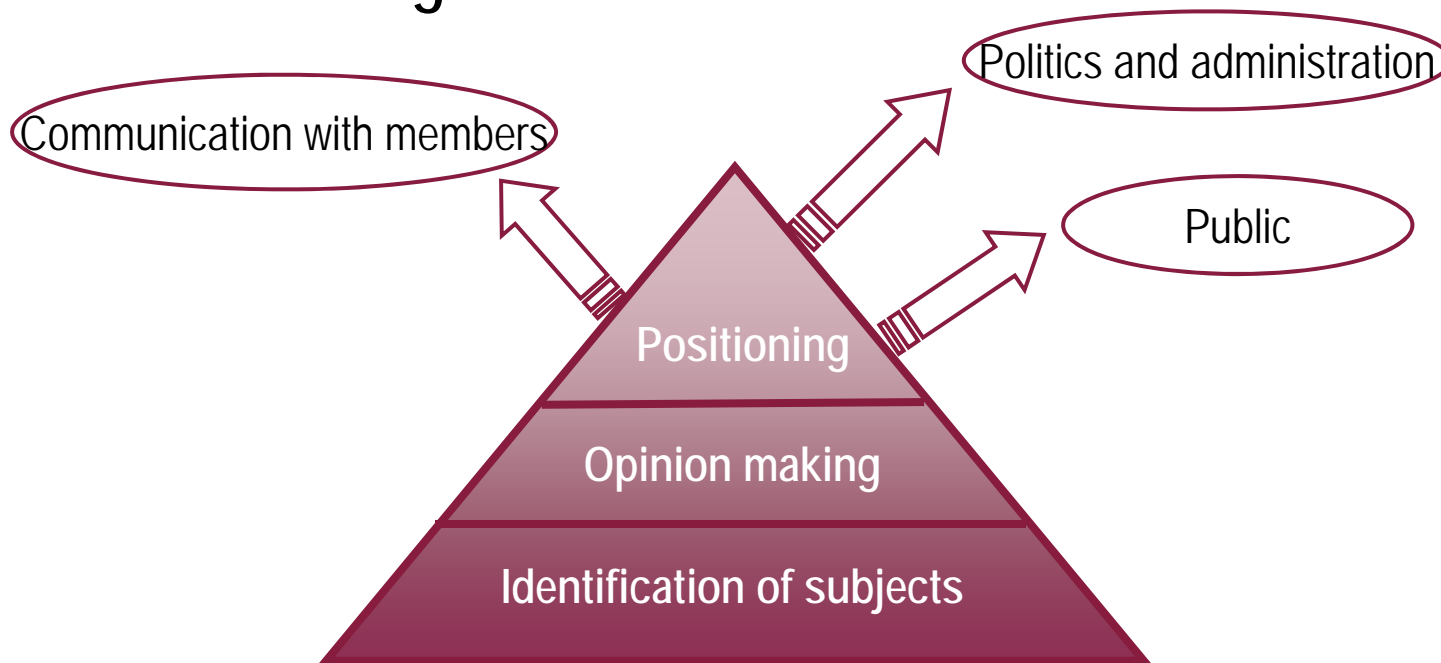 Politics and administration
Communication with members
Public
Positioning
Opinion making
Identification of subjects